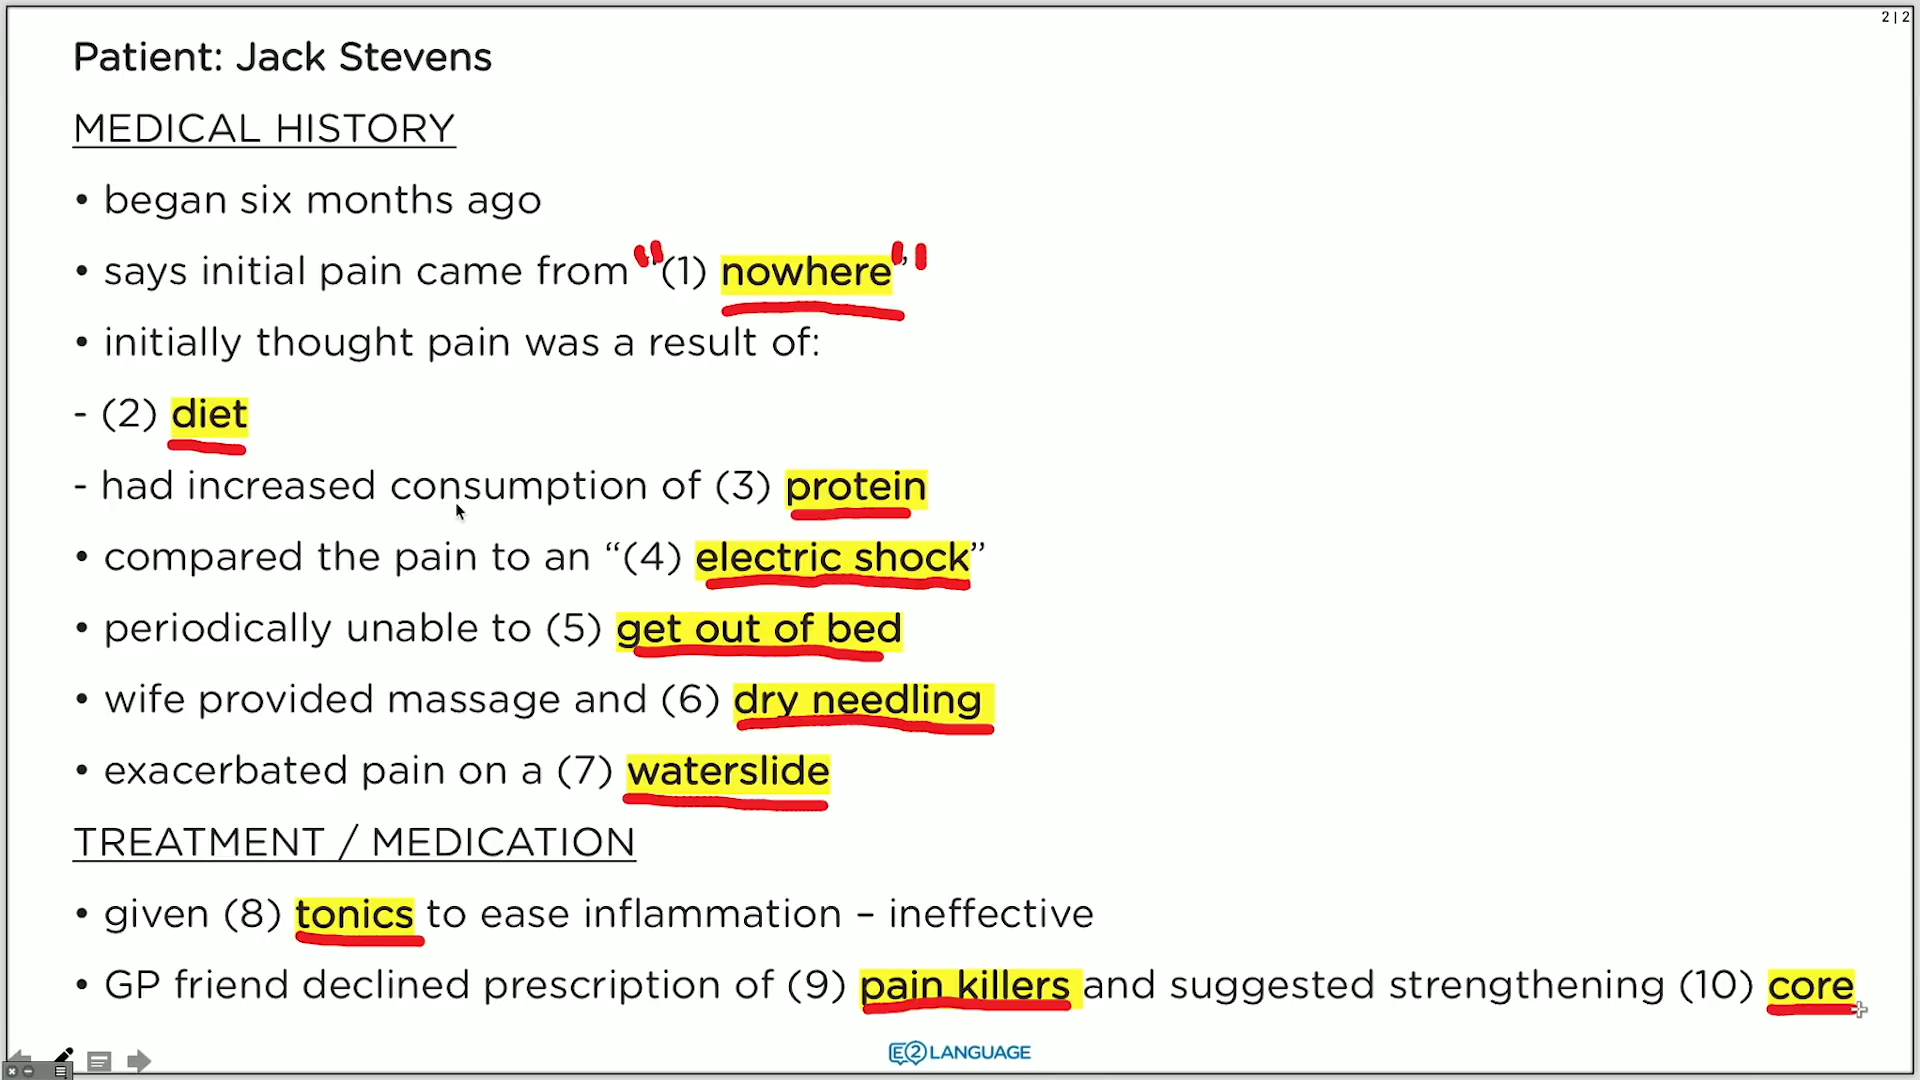 2 | 2
Patient: Jack Stevens
MEDICAL HISTORY
• began six months ago
• says initial pain came from “(1) nowhere”
• initially thought pain was a result of:
- (2) diet
- had increased consumption of (3) protein
• compared the pain to an “(4) electric shock”
• periodically unable to (5) get out of bed
• wife provided massage and (6) dry needling
• exacerbated pain on a (7) waterslide
TREATMENT / MEDICATION
• given (8) tonics to ease inflammation – ineffective
• GP friend declined prescription of (9) pain killers and suggested strengthening (10) core
E2 LANGUAGE